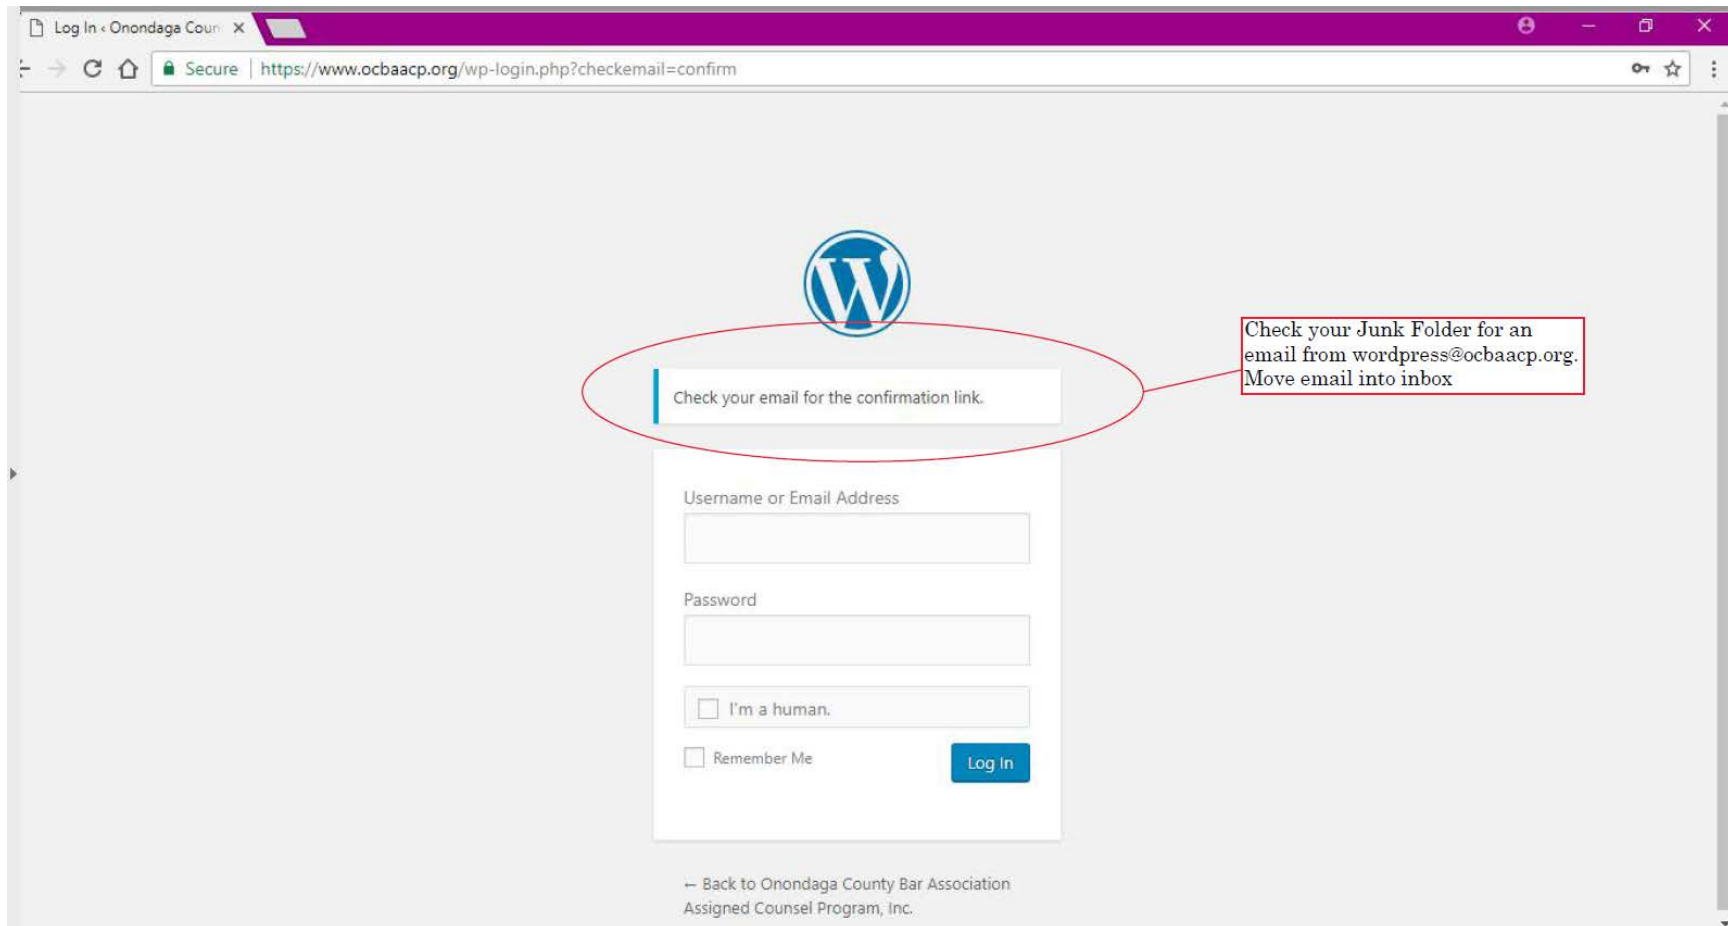 Log In ‹ Onondaga Coun
Secure | https://www.ocbaacp.org/wp-login.php?checkemail=confirm
Check your Junk Folder for an
email from wordpress@ocbaacp.org.
Move email into inbox
Check your email for the confirmation link.
Username or Email Address
Password
I'm a human.
Remember Me
Log In
← Back to Onondaga County Bar Association
Assigned Counsel Program, Inc.